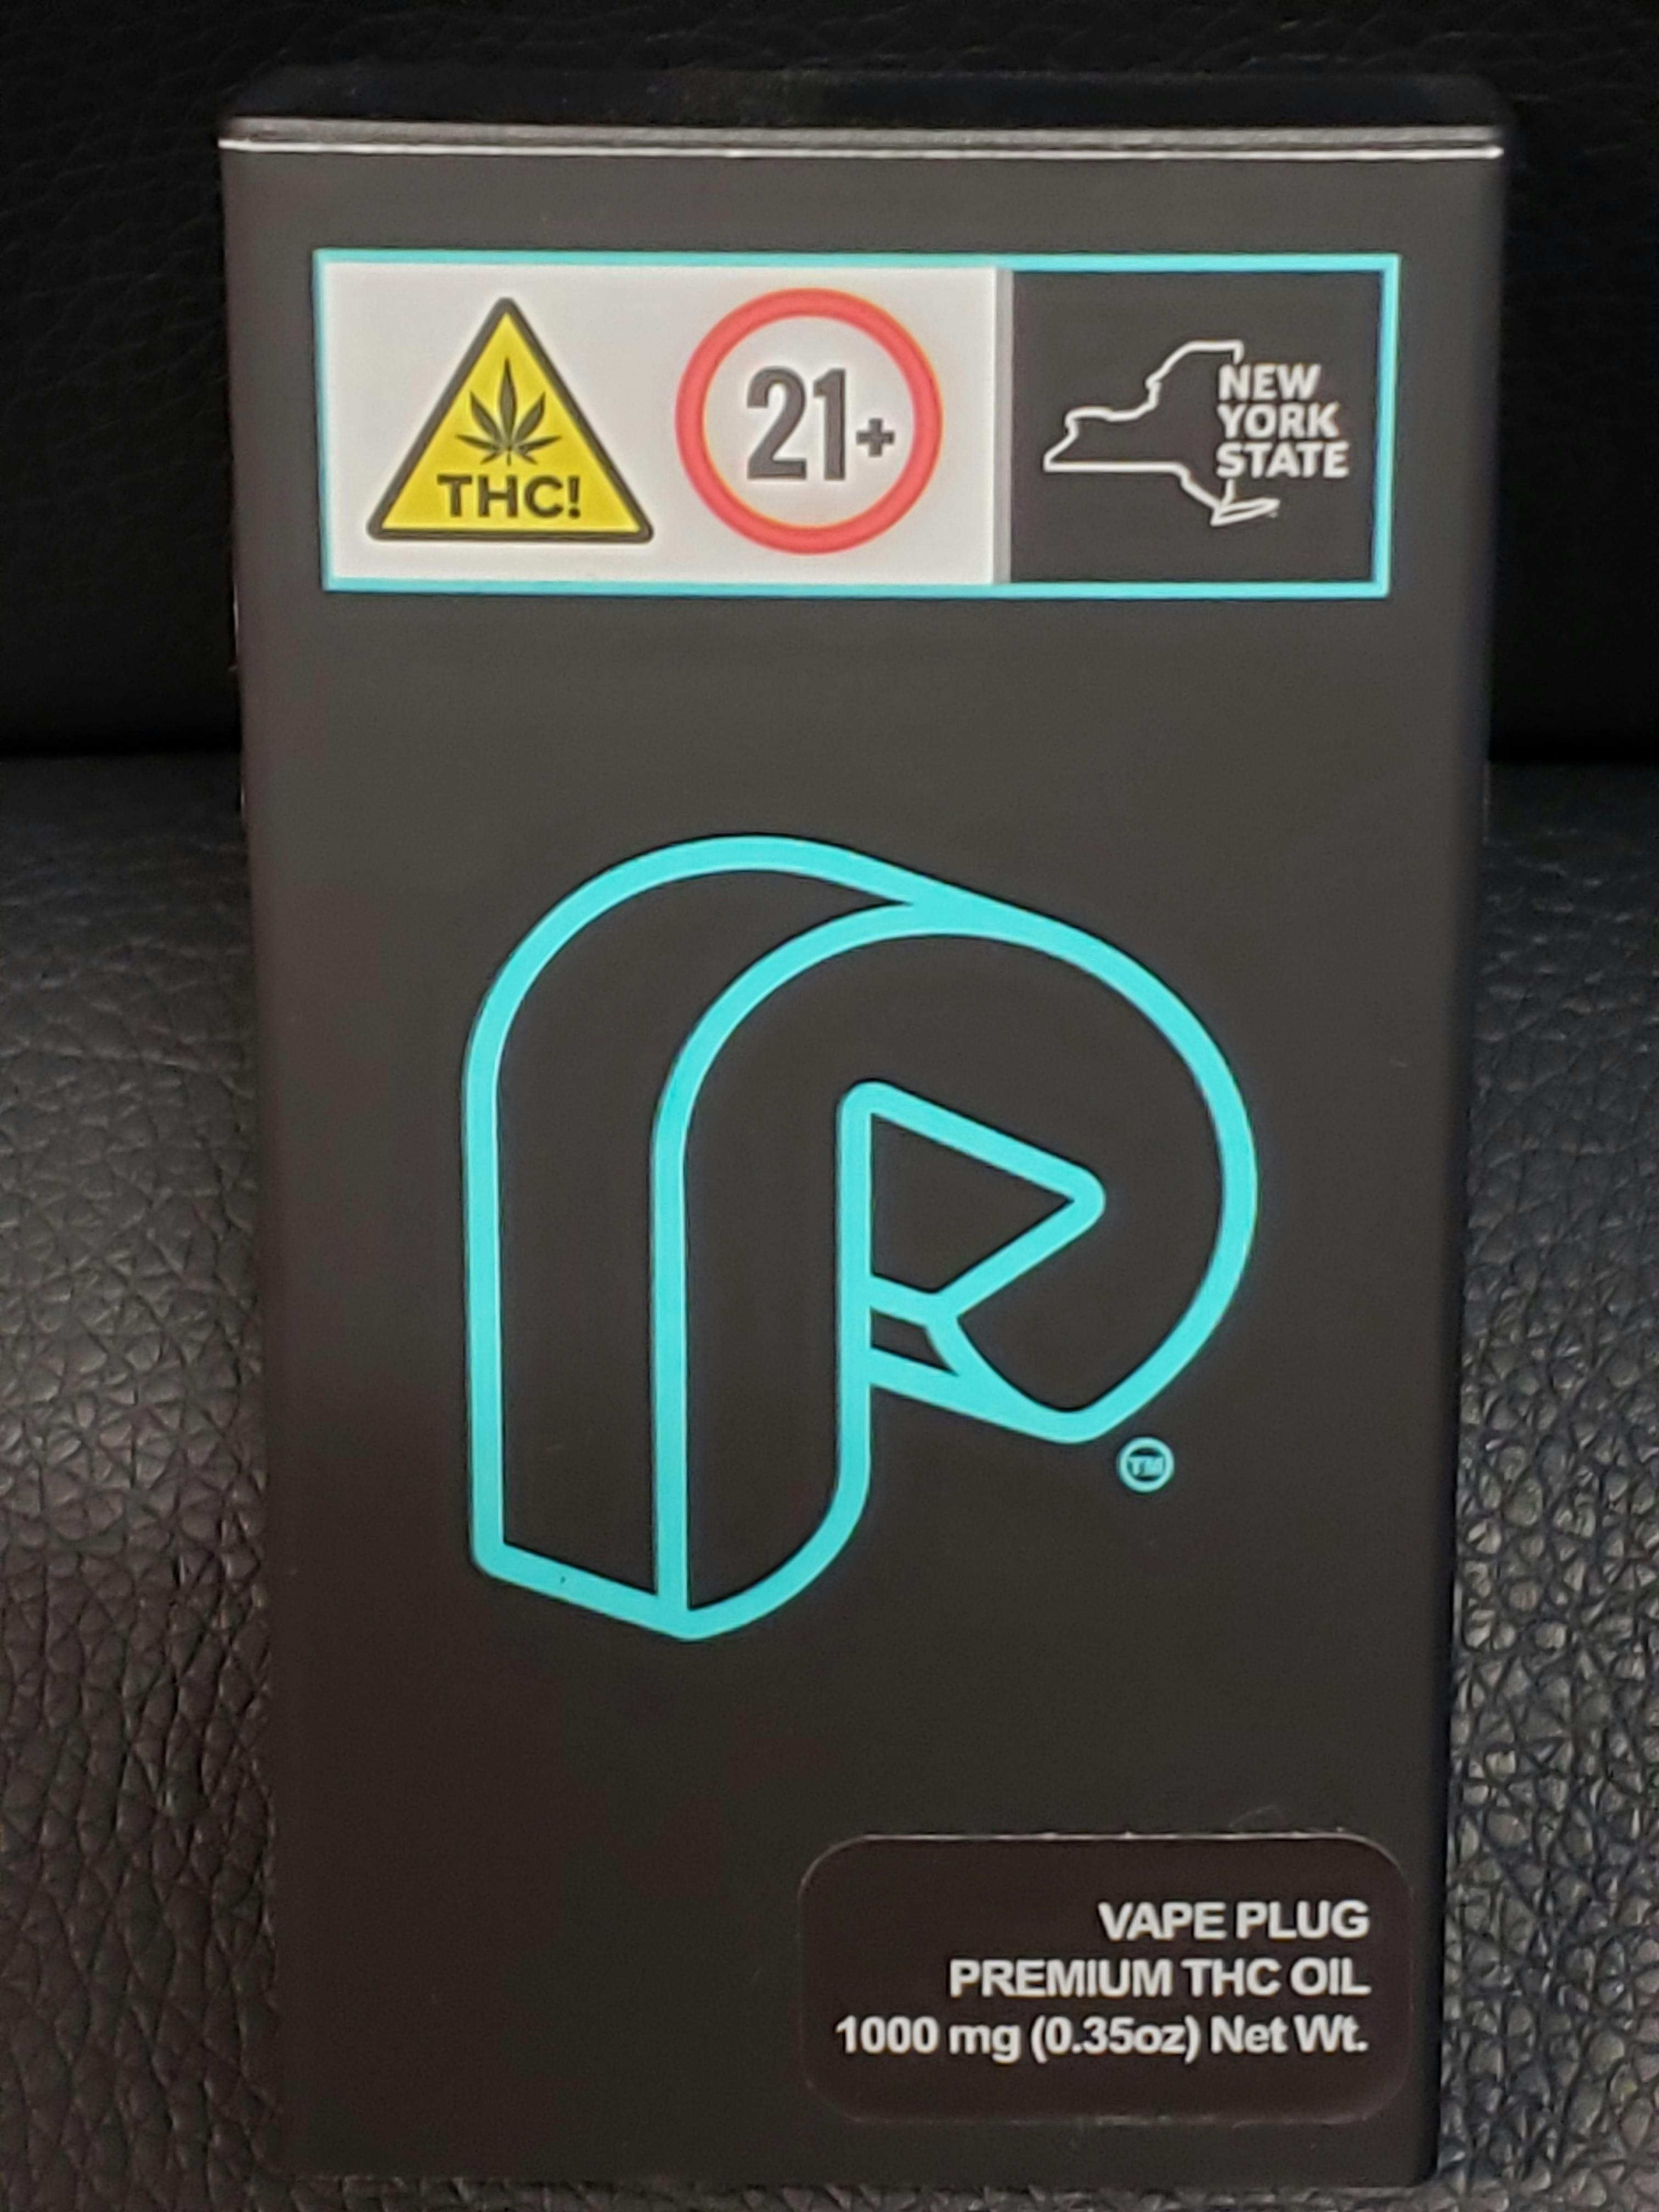 THC!
21+
NEW
YORK
STATE
TM
VAPE PLUG
PREMIUM THC OIL
1000 mg (0.35oz) Net Wt.